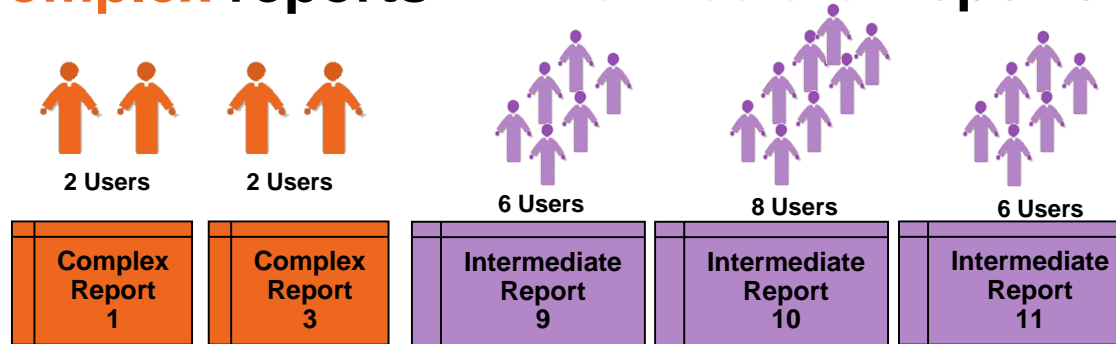 reports
2 Users
2 Users
6 Users
8 Users
6 Users
Complex
Report
1
Complex
Report
3
Intermediate
Report
9
Intermediate
Report
10
Intermediate
Report
11